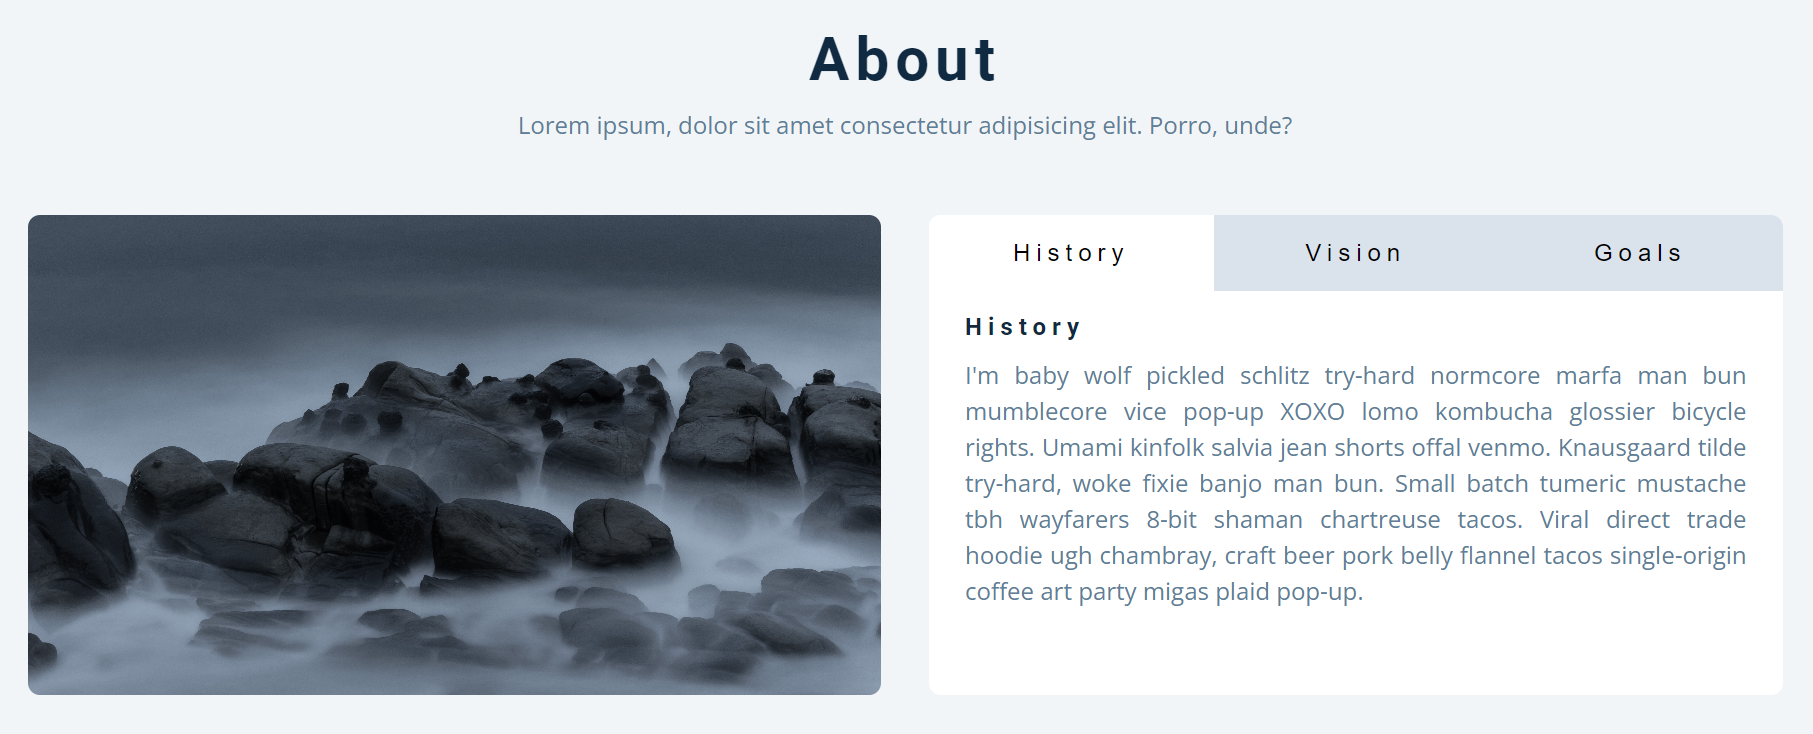 About
Lorem ipsum, dolor sit amet consectetur adipisicing elit. Porro, unde?
History Vision Goals
History
I'm baby wolf pickled schlitz try-hard normcore marfa man bun
mumblecore vice pop-up XOXO lomo kombucha glossier bicycle
rights. Umami kinfolk salvia jean shorts offal venmo. Knausgaard tilde
try-hard, woke fixie banjo man bun. Small batch tumeric mustache
tbh wayfarers 8-bit shaman chartreuse tacos. Viral direct trade
hoodie ugh chambray, craft beer pork belly flannel tacos single-origin
coffee art party migas plaid pop-up.